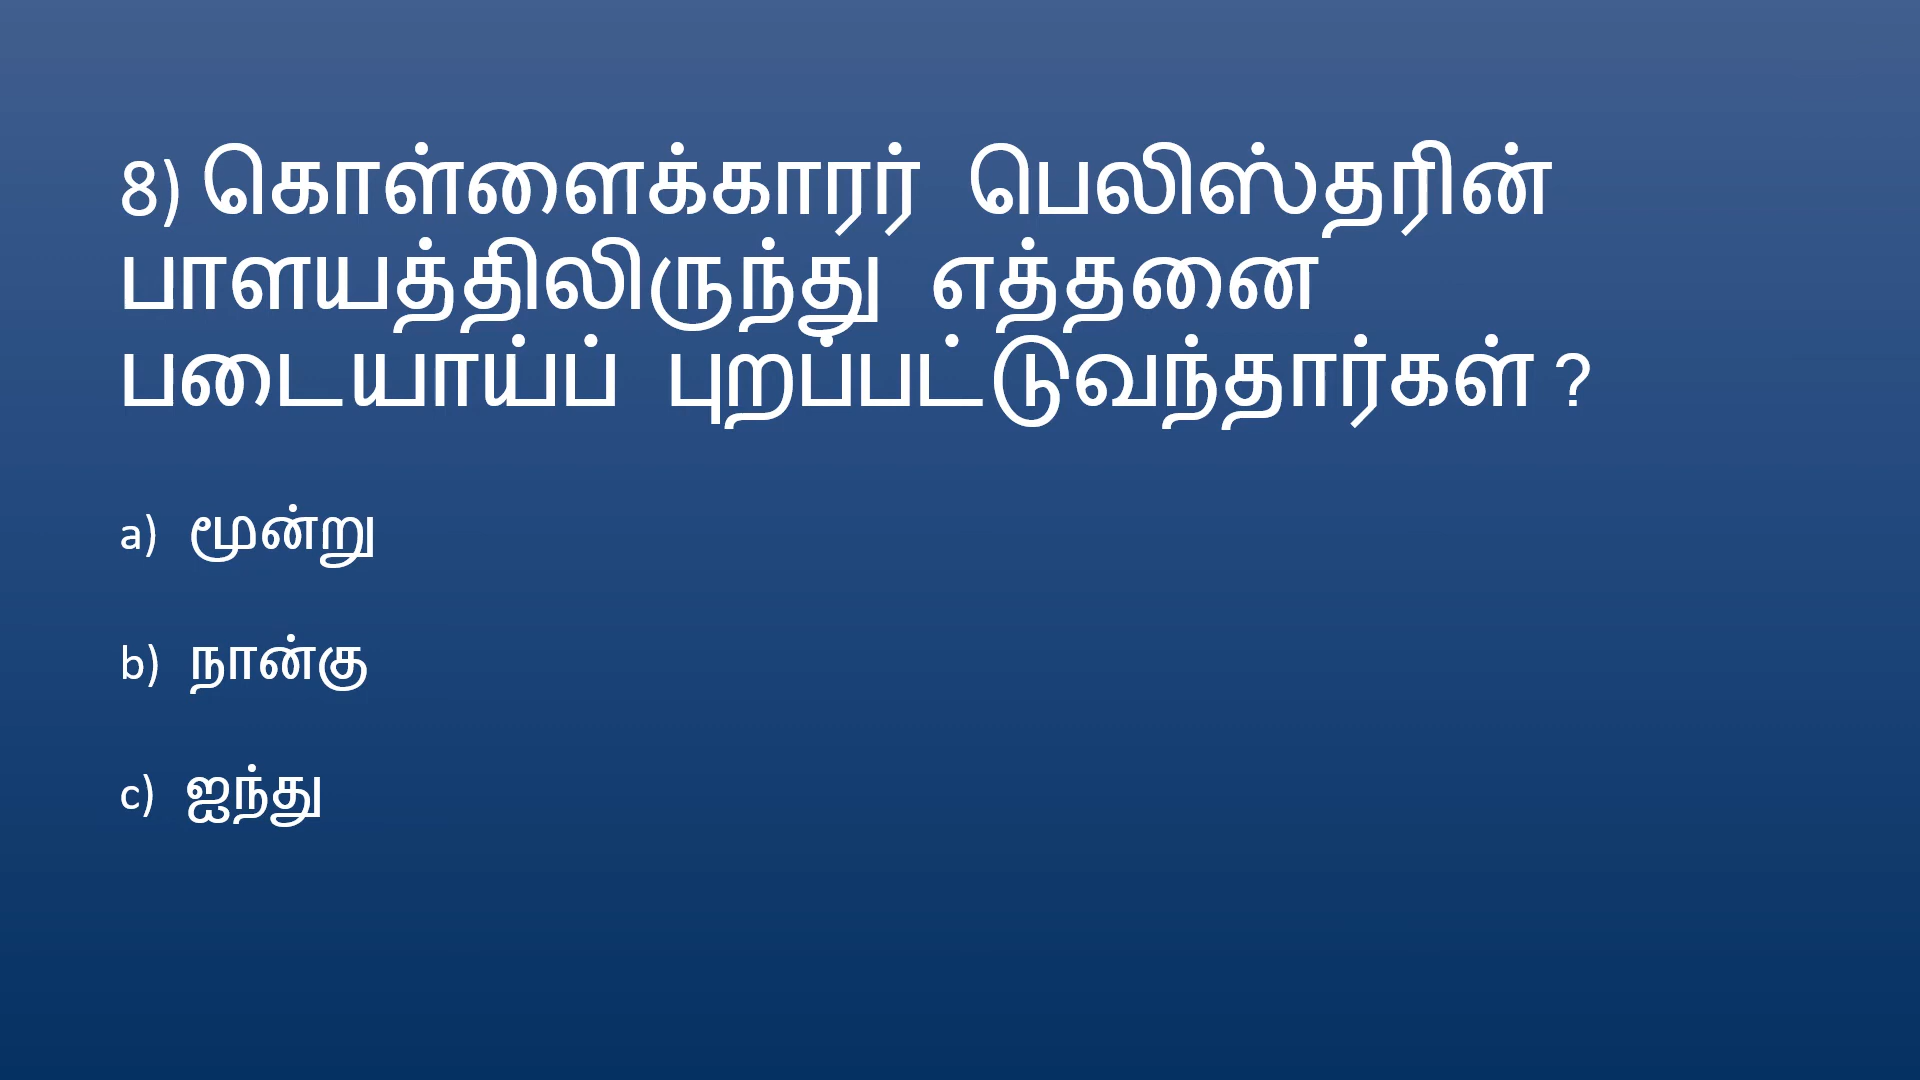 8) கொள்ளைக்காரர் பெலிஸ்தரின்
பாளயத்திலிருந்து எத்தனை
படையாய்ப் புறப்பட்டுவந்தார்கள் ?
a) மூன்று
b) நான்கு
c) ஐந்து